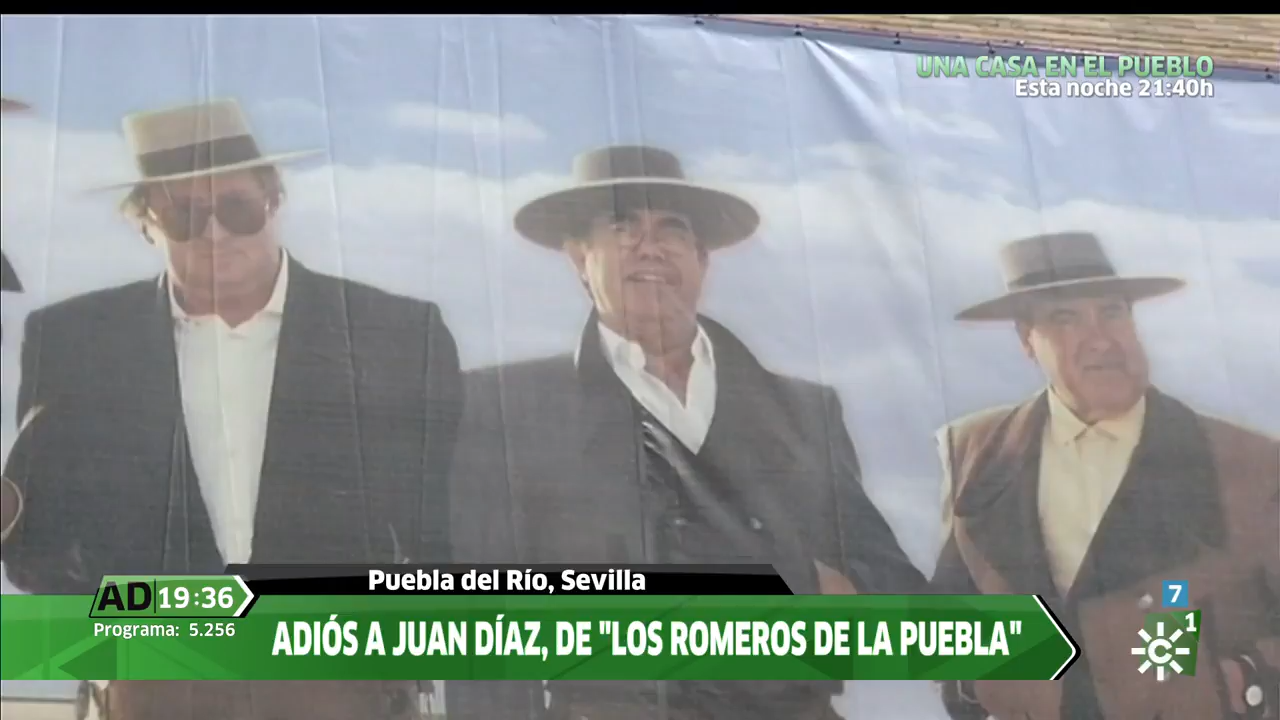 UNA CASA EN EL PUEBLO
Esta noche 21:40h
Puebla del Río, Sevilla
AD 19:36
Programa: 5.256
ADIÓS A JUAN DÍAZ, DE "LOS ROMEROS DE LA PUEBLA"
7
1